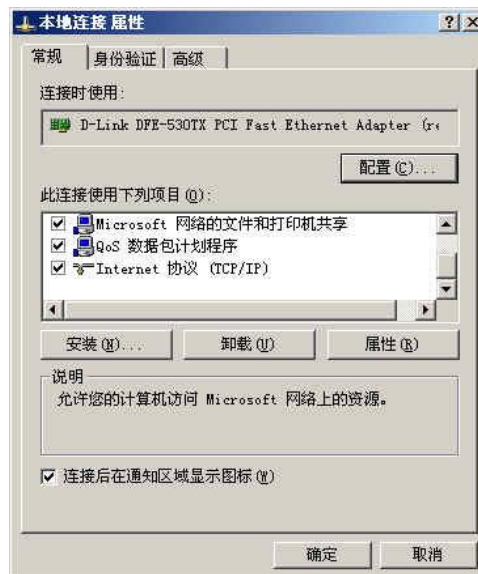 本地连接 属性
常规 身份验证 高级
连接时使用:
D-Link DFE-530TX PCI Fast Ethernet Adapter (re
配置(C)...
此连接使用下列项目(O):
Microsoft 网络的文件和打印机共享
QoS 数据包计划程序
Internet 协议 (TCP/IP)
安装(N)... 卸载(U) 属性(R)
说明
允许您的计算机访问 Microsoft 网络上的资源。
连接后在通知区域显示图标(W)
确定 取消